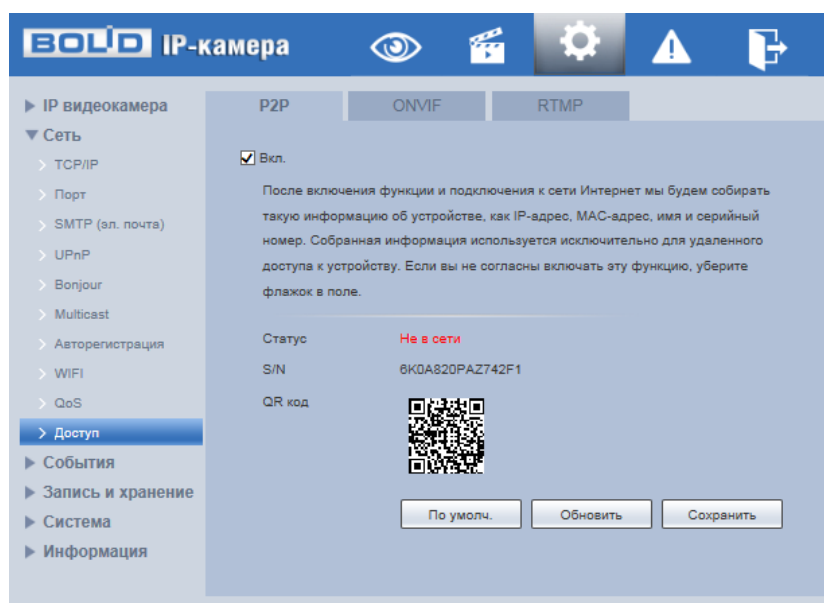 BOLID IP-камера
IP видеокамера
Сеть
TCP/IP
Порт
SMTP (эл. почта)
UPnP
Bonjour
Multicast
Авторегистрация
WIFI
QoS
Доступ
События
Запись и хранение
Система
Информация
P2P ONVIF RTMP
Вкл.
После включения функции и подключения к сети Интернет мы будем собирать
такую информацию об устройстве, как IP-адрес, MAC-адрес, имя и серийный
номер. Собранная информация используется исключительно для удаленного
доступа к устройству. Если вы не согласны включать эту функцию, уберите
флажок в поле.
Статус Не в сети
S/N 6K0A820PAZ742F1
QR код
По умолч. Обновить Сохранить